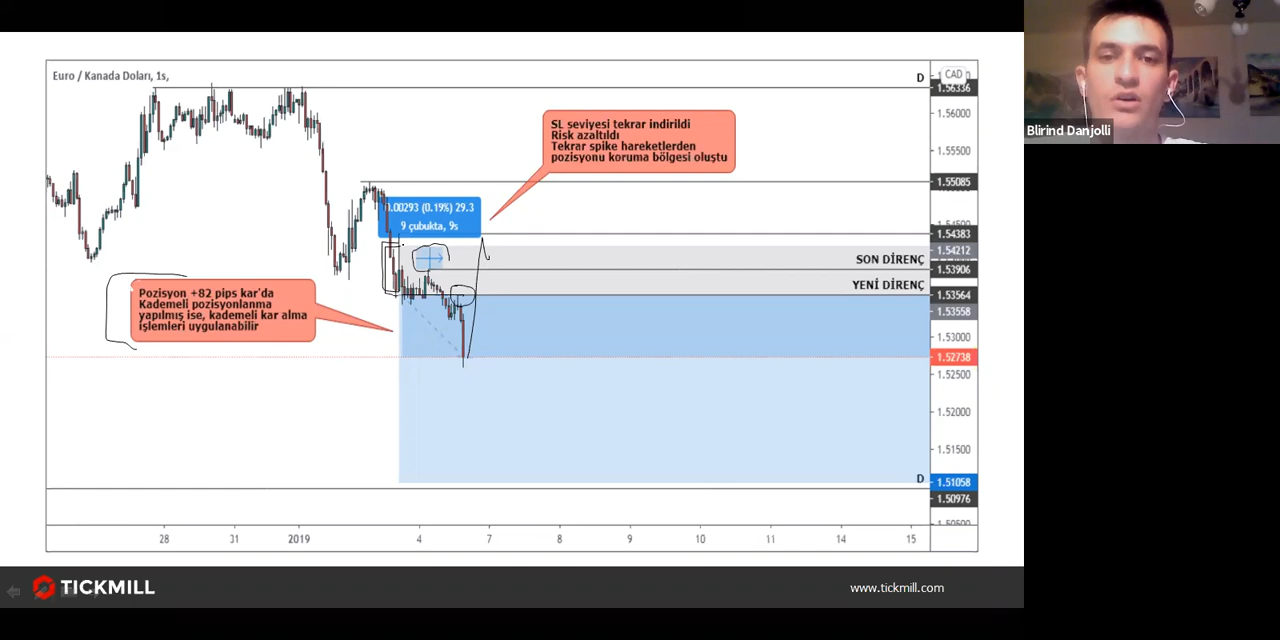 Euro / Kanada Doları, 1s,
D
CAD
1.56336
1.56000
SL seviyesi tekrar indirildi
Risk azaltıldı
Tekrar spike hareketlerden
pozisyonu koruma bölgesi oluştu
1.55500
1.55085
.00293 (0.19%) 29.3
9 çubukta, 9s
1.54383
1.54212
SON DİRENÇ
1.53906
YENİ DİRENÇ
1.53564
1.53558
Pozisyon +82 pips kar'da
Kademeli pozisyonlanma
yapılmış ise, kademeli kar alma
işlemleri uygulanabilir
1.53000
1.52738
1.52500
1.52000
1.51500
D
1.51058
1.50976
28
31
2019
4
7
8
9
10
11
14
15
TICKMILL
www.tickmill.com
Blirind Danjolli